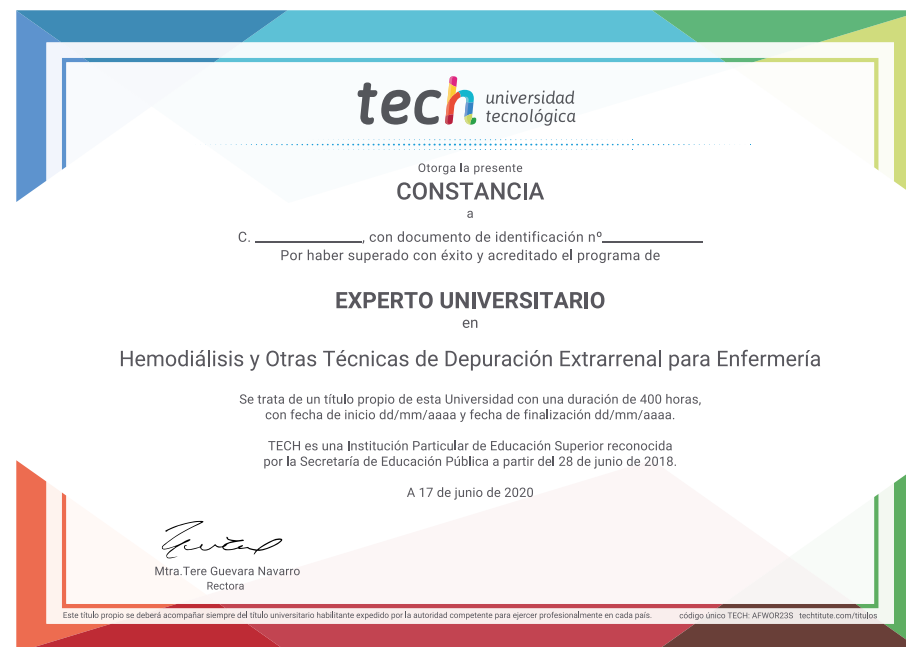 tech universidad
tecnológica
Otorga la presente
CONSTANCIA
a
C. ______________, con documento de identificación nº_____________
Por haber superado con éxito y acreditado el programa de
EXPERTO UNIVERSITARIO
en
Hemodiálisis y Otras Técnicas de Depuración Extrarrenal para Enfermería
Se trata de un título propio de esta Universidad con una duración de 400 horas,
con fecha de inicio dd/mm/aaaa y fecha de finalización dd/mm/aaaa.
TECH es una Institución Particular de Educación Superior reconocida
por la Secretaría de Educación Pública a partir del 28 de junio de 2018.
A 17 de junio de 2020
Mtra.Tere Guevara Navarro
Rectora
Este título propio se deberá acompañar siempre del título universitario habilitante expedido por la autoridad competente para ejercer profesionalmente en cada país. código único TECH: AFWOR23S techtitute.com/titulos